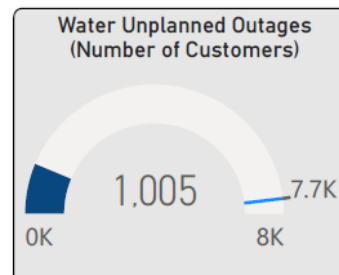 Water Unplanned Outages
(Number of Customers)
1,005
7.7K
0K
8K